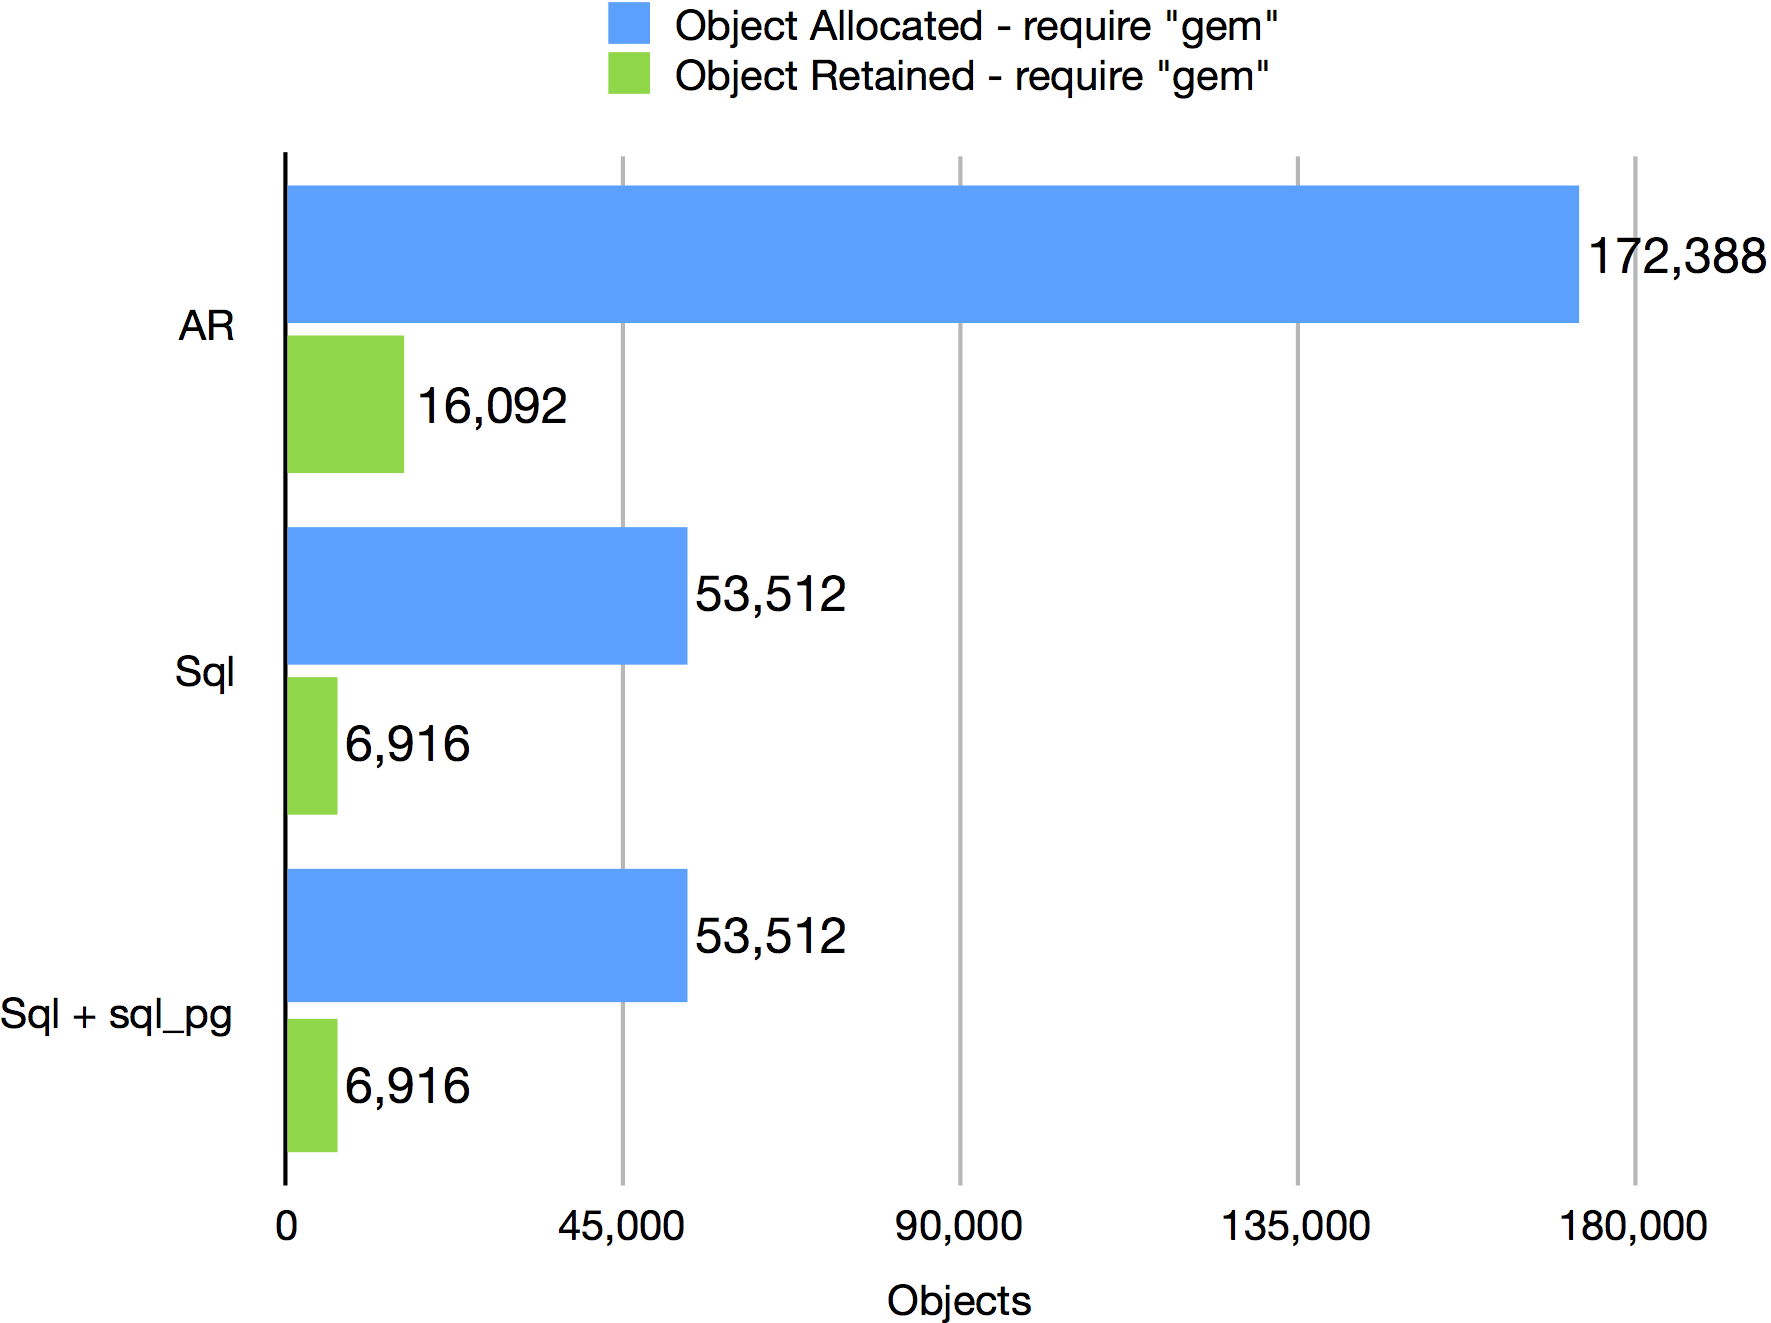 Object Allocated - require "gem"
Object Retained - require "gem"
172,388
AR
16,092
53,512
Sql
6,916
53,512
Sql + sql_pg
6,916
0 45,000 90,000 135,000 180,000
Objects